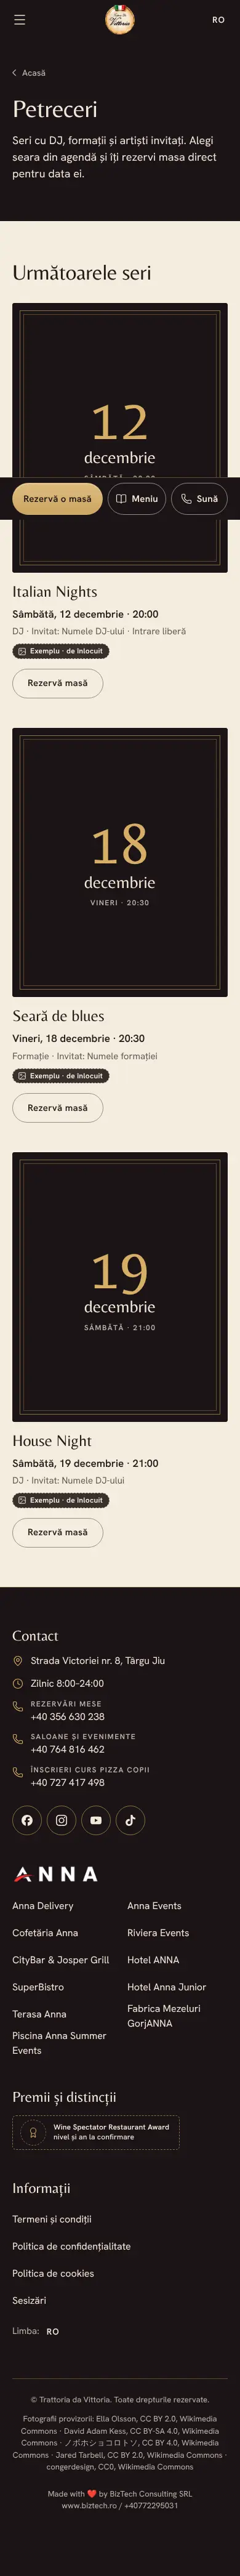 Vittoria
RO
Acasă
Petreceri
Seri cu DJ, formații și artiști invitați. Alegi
seara din agendă și îți rezervi masa direct
pentru data ei.
Următoarele seri
12
decembrie
Rezervă o masă
Meniu
Sună
Italian Nights
Sâmbătă, 12 decembrie · 20:00
DJ · Invitat: Numele DJ-ului · Intrare liberă
Exemplu · de înlocuit
Rezervă masă
18
decembrie
VINERI · 20:30
Seară de blues
Vineri, 18 decembrie · 20:30
Formație · Invitat: Numele formației
Exemplu · de înlocuit
Rezervă masă
19
decembrie
SÂMBĂTĂ · 21:00
House Night
Sâmbătă, 19 decembrie · 21:00
DJ · Invitat: Numele DJ-ului
Exemplu · de înlocuit
Rezervă masă
Contact
Strada Victoriei nr. 8, Târgu Jiu
Zilnic 8:00–24:00
REZERVĂRI MESE
+40 356 630 238
SALOANE ȘI EVENIMENTE
+40 764 816 462
ÎNSCRIERI CURS PIZZA COPII
+40 727 417 498
ANNA
Anna Delivery
Anna Events
Cofetăria Anna
Riviera Events
CityBar & Josper Grill
Hotel ANNA
SuperBistro
Hotel Anna Junior
Terasa Anna
Fabrica Mezeluri
GorjANNA
Piscina Anna Summer
Events
Premii și distincții
Wine Spectator Restaurant Award
nivel și an la confirmare
Informații
Termeni și condiții
Politica de confidențialitate
Politica de cookies
Sesizări
Limba: RO
© Trattoria da Vittoria. Toate drepturile rezervate.
Fotografii provizorii: Ella Olsson, CC BY 2.0, Wikimedia
Commons · David Adam Kess, CC BY-SA 4.0, Wikimedia
Commons · ノボホショコロトソ, CC BY 4.0, Wikimedia
Commons · Jared Tarbell, CC BY 2.0, Wikimedia Commons ·
congerdesign, CC0, Wikimedia Commons
Made with ❤️ by BizTech Consulting SRL
www.biztech.ro / +40772295031